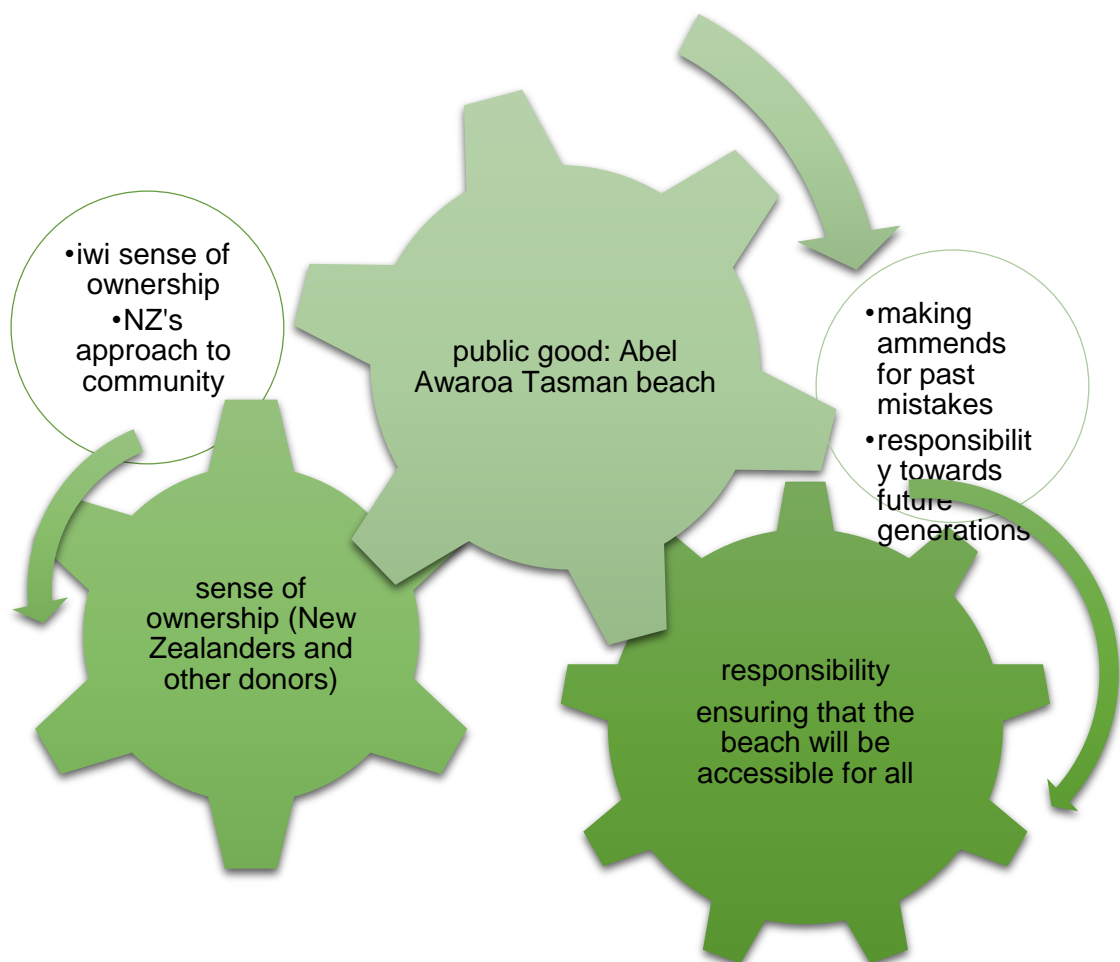 •iwi sense of
ownership
•NZ's
approach to
community
public good: Abel
Awaroa Tasman beach
•making
ammends
for past
mistakes
•responsibilit
y towards
future
generations
sense of
ownership (New
Zealanders and
other donors)
responsibility
ensuring that the
beach will be
accessible for all